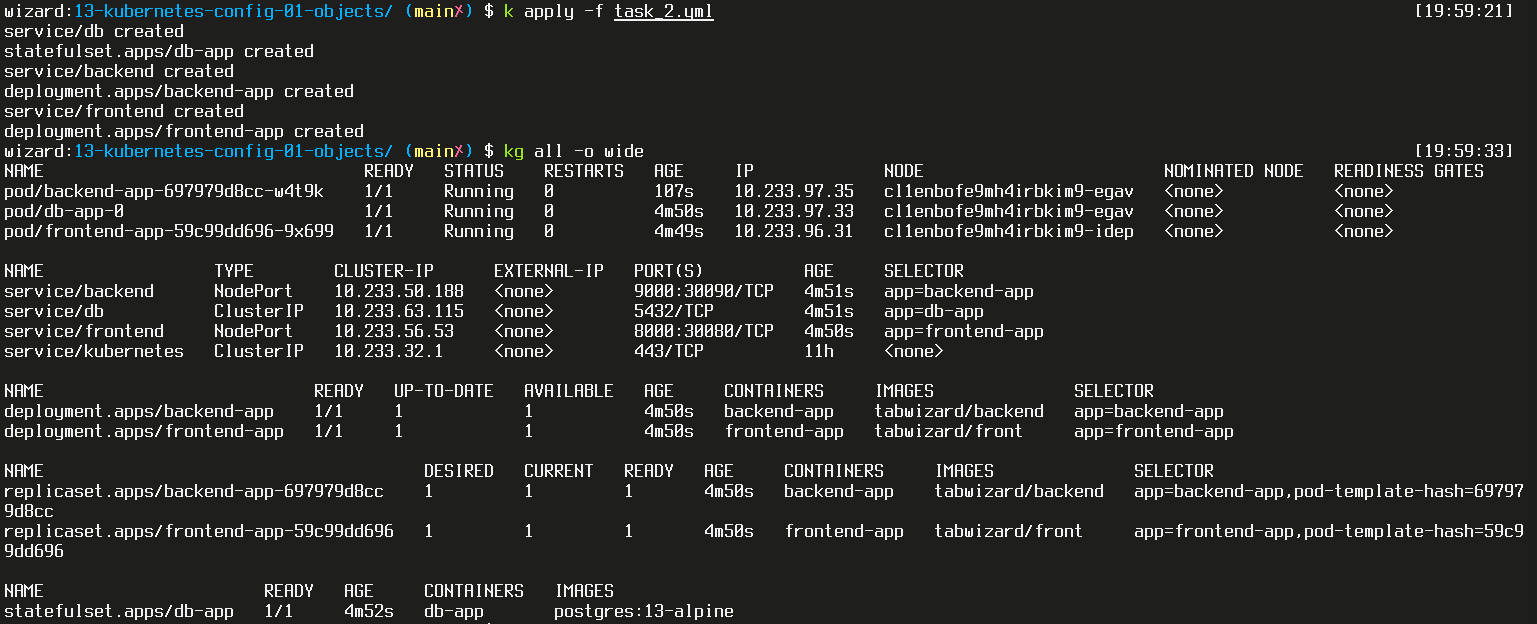 wizard:13-kubernetes-config-01-objects/ (main✗) $ k apply -f task_2.yml [19:59:21]
service/db created
statefulset.apps/db-app created
service/backend created
deployment.apps/backend-app created
service/frontend created
deployment.apps/frontend-app created
wizard:13-kubernetes-config-01-objects/ (main✗) $ kg all -o wide [19:59:33]
NAME READY STATUS RESTARTS AGE IP NODE NOMINATED NODE READINESS GATES
pod/backend-app-697979d8cc-w4t9k 1/1 Running 0 107s 10.233.97.35 cl1enbofe9mh4irbkim9-egav <none> <none>
pod/db-app-0 1/1 Running 0 4m50s 10.233.97.33 cl1enbofe9mh4irbkim9-egav <none> <none>
pod/frontend-app-59c99dd696-9x699 1/1 Running 0 4m49s 10.233.96.31 cl1enbofe9mh4irbkim9-idep <none> <none>
NAME TYPE CLUSTER-IP EXTERNAL-IP PORT(S) AGE SELECTOR
service/backend NodePort 10.233.50.188 <none> 9000:30090/TCP 4m51s app=backend-app
service/db ClusterIP 10.233.63.115 <none> 5432/TCP 4m51s app=db-app
service/frontend NodePort 10.233.56.53 <none> 8000:30080/TCP 4m50s app=frontend-app
service/kubernetes ClusterIP 10.233.32.1 <none> 443/TCP 11h <none>
NAME READY UP-TO-DATE AVAILABLE AGE CONTAINERS IMAGES SELECTOR
deployment.apps/backend-app 1/1 1 1 4m50s backend-app tabwizard/backend app=backend-app
deployment.apps/frontend-app 1/1 1 1 4m50s frontend-app tabwizard/front app=frontend-app
NAME DESIRED CURRENT READY AGE CONTAINERS IMAGES SELECTOR
replicaset.apps/backend-app-697979d8cc 1 1 1 4m50s backend-app tabwizard/backend app=backend-app,pod-template-hash=69797
9d8cc
replicaset.apps/frontend-app-59c99dd696 1 1 1 4m50s frontend-app tabwizard/front app=frontend-app,pod-template-hash=59c9
9dd696
NAME READY AGE CONTAINERS IMAGES
statefulset.apps/db-app 1/1 4m52s db-app postgres:13-alpine